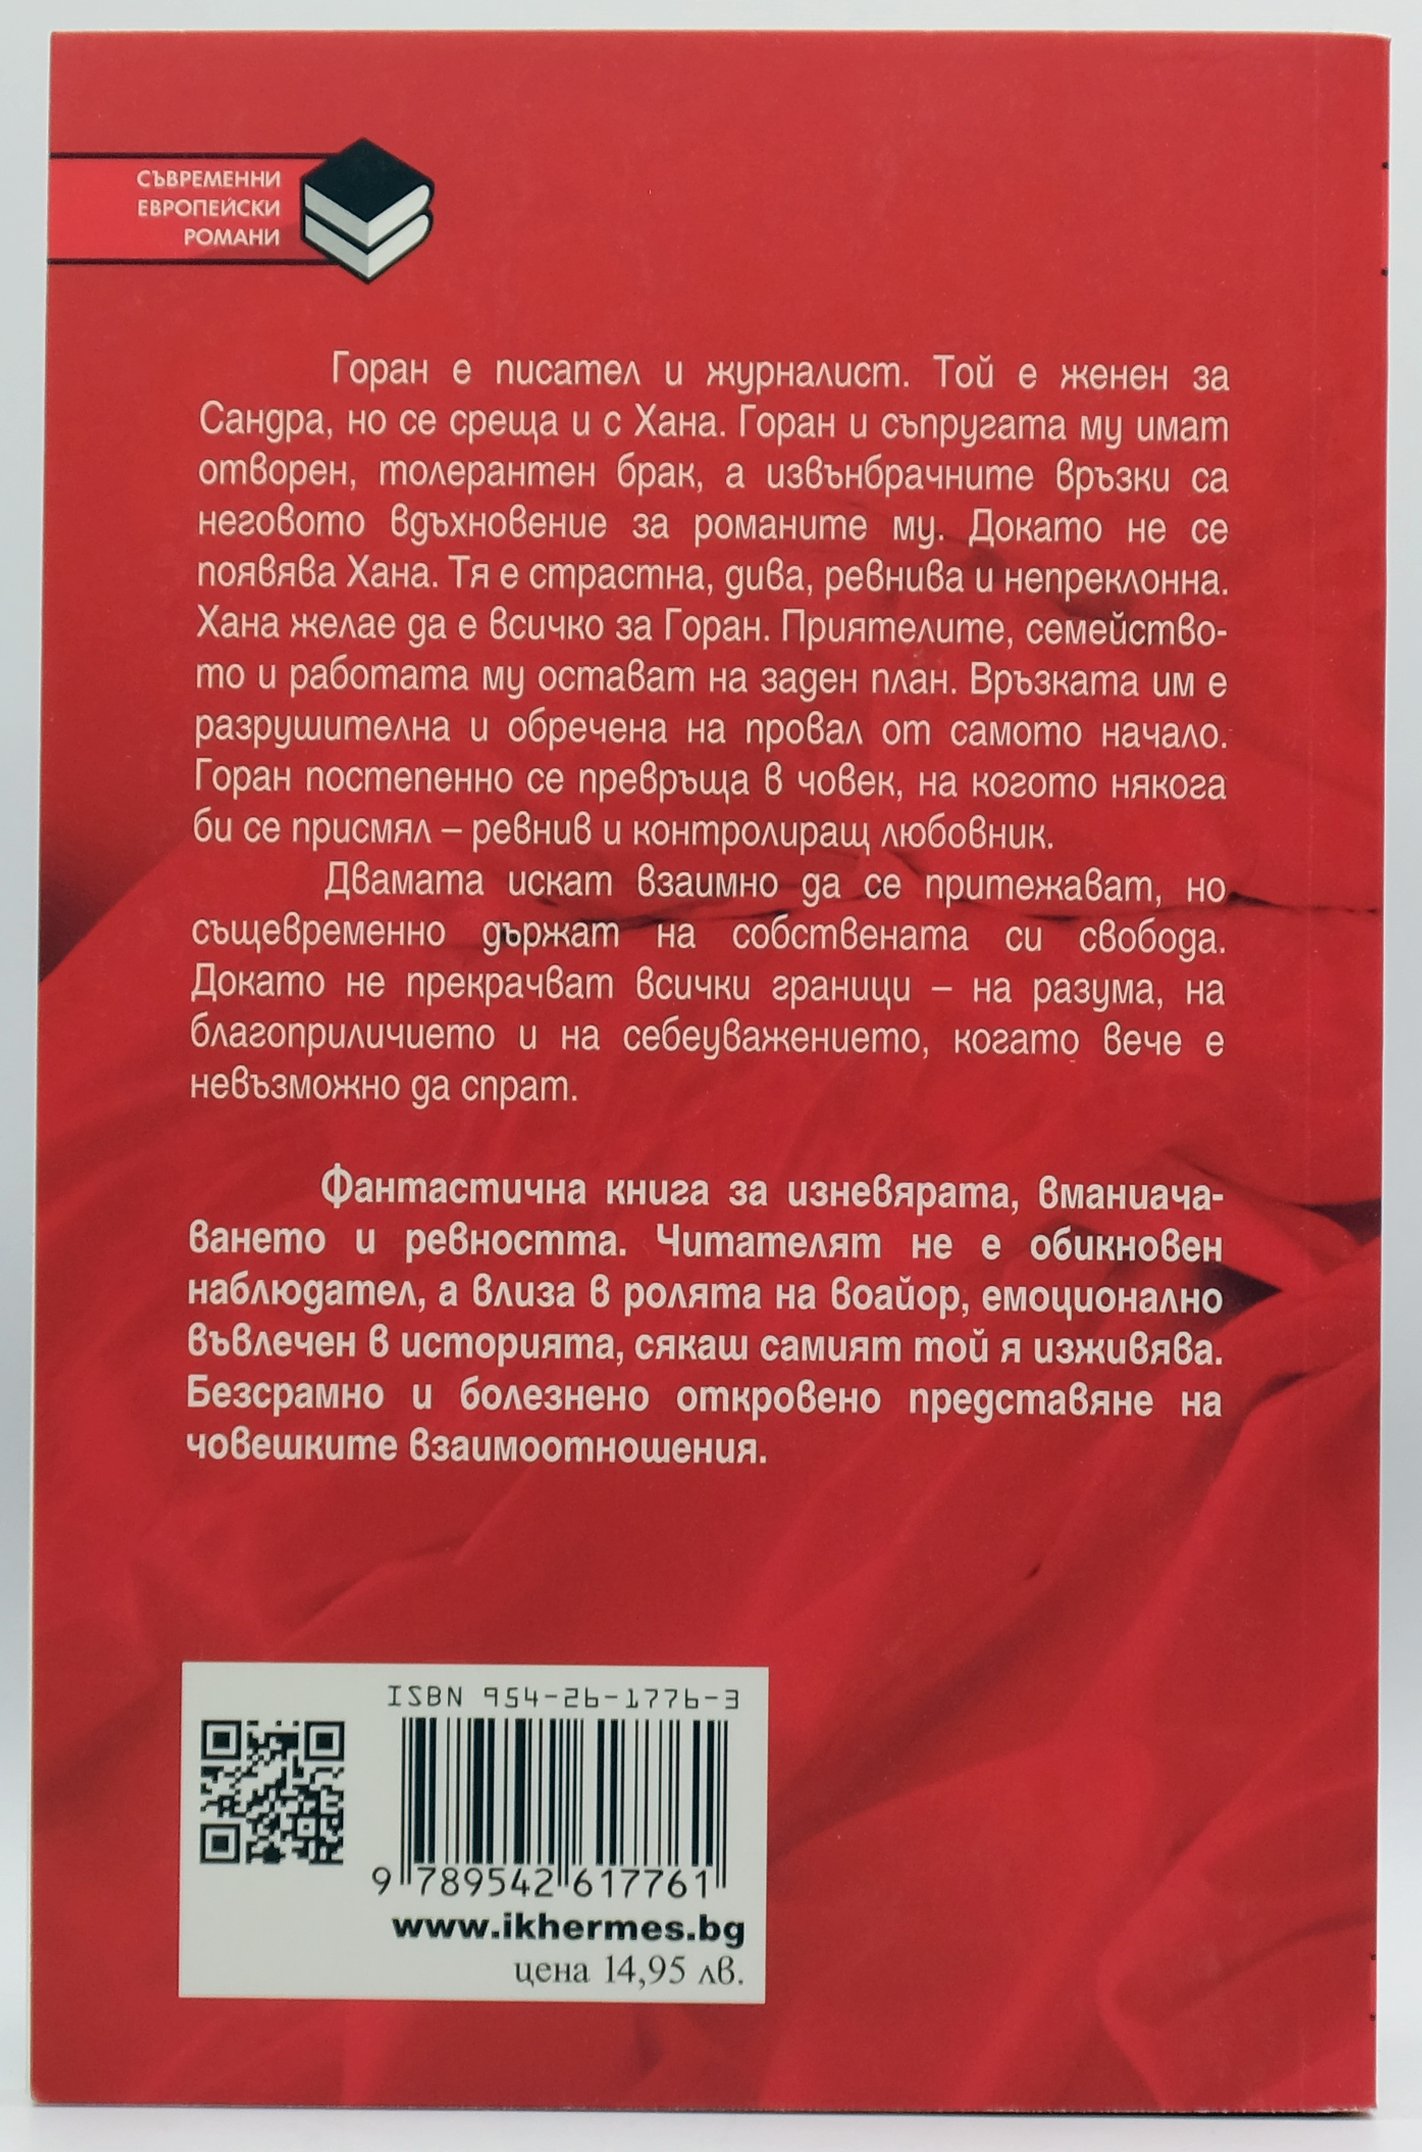 СЪВРЕМЕННИ
ЕВРОПЕЙСКИ
РОМАНИ
Горан е писател и журналист. Той е женен за
Сандра, но се среща и с Хана. Горан и съпругата му имат
отворен, толерантен брак, а извънбрачните връзки са
неговото вдъхновение за романите му. Докато не се
появява Хана. Тя е страстна, дива, ревнива и непреклонна.
Хана желае да е всичко за Горан. Приятелите, семейство-
то и работата му остават на заден план. Връзката им е
разрушителна и обречена на провал от самото начало.
Горан постепенно се превръща в човек, на когото някога
би се присмял – ревнив и контролиращ любовник.
Двамата искат взаимно да се притежават, но
същевременно държат на собствената си свобода.
Докато не прекрачват всички граници – на разума, на
благоприличието и на себеуважението, когато вече е
невъзможно да спрат.
Фантастична книга за изневярата, вманиача-
ването и ревността. Читателят не е обикновен
наблюдател, а влиза в ролята на воайор, емоционално
въвлечен в историята, сякаш самият той я изживява.
Безсрамно и болезнено откровено представяне на
човешките взаимоотношения.
ISBN 954-26-1776-3
9 789542 617761
www.ikhermes.bg
цена 14,95 лв.